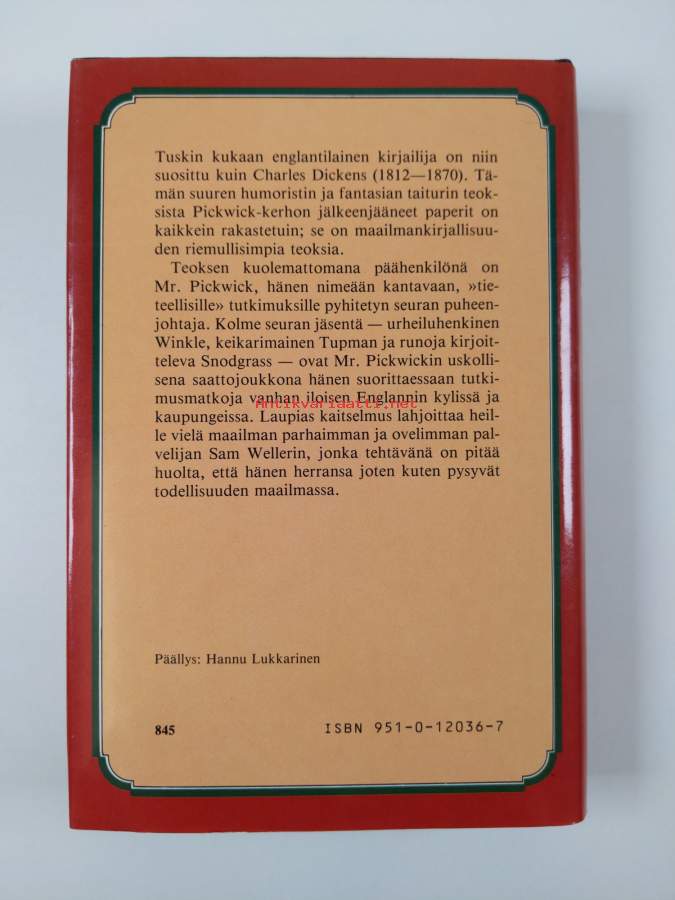 Tuskin kukaan englantilainen kirjailija on niin
suosittu kuin Charles Dickens (1812—1870). Tä-
män suuren humoristin ja fantasian taiturin teok-
sista Pickwick-kerhon jälkeenjääneet paperit on
kaikkein rakastetuin; se on maailmankirjallisuu-
den riemullisimpia teoksia.
Teoksen kuolemattomana päähenkilönä on
Mr. Pickwick, hänen nimeään kantavaan, »tie-
teellisille» tutkimuksille pyhitetyn seuran puheen-
johtaja. Kolme seuran jäsentä — urheiluhenkinen
Winkle, keikarimainen Tupman ja runoja kirjoit-
televa Snodgrass — ovat Mr. Pickwickin uskolli-
sena saattojoukkona hänen suorittaessaan tutki-
musmatkoja vanhan iloisen Englannin kylissä ja
Antikvariaatti.net
kaupungeissa. Laupias kaitselmus lahjoittaa heil-
le vielä maailman parhaimman ja ovelimman pal-
velijan Sam Wellerin, jonka tehtävänä on pitää
huolta, että hänen herransa joten kuten pysyvät
todellisuuden maailmassa.
Päällys: Hannu Lukkarinen
845 ISBN 951-0-12036-7